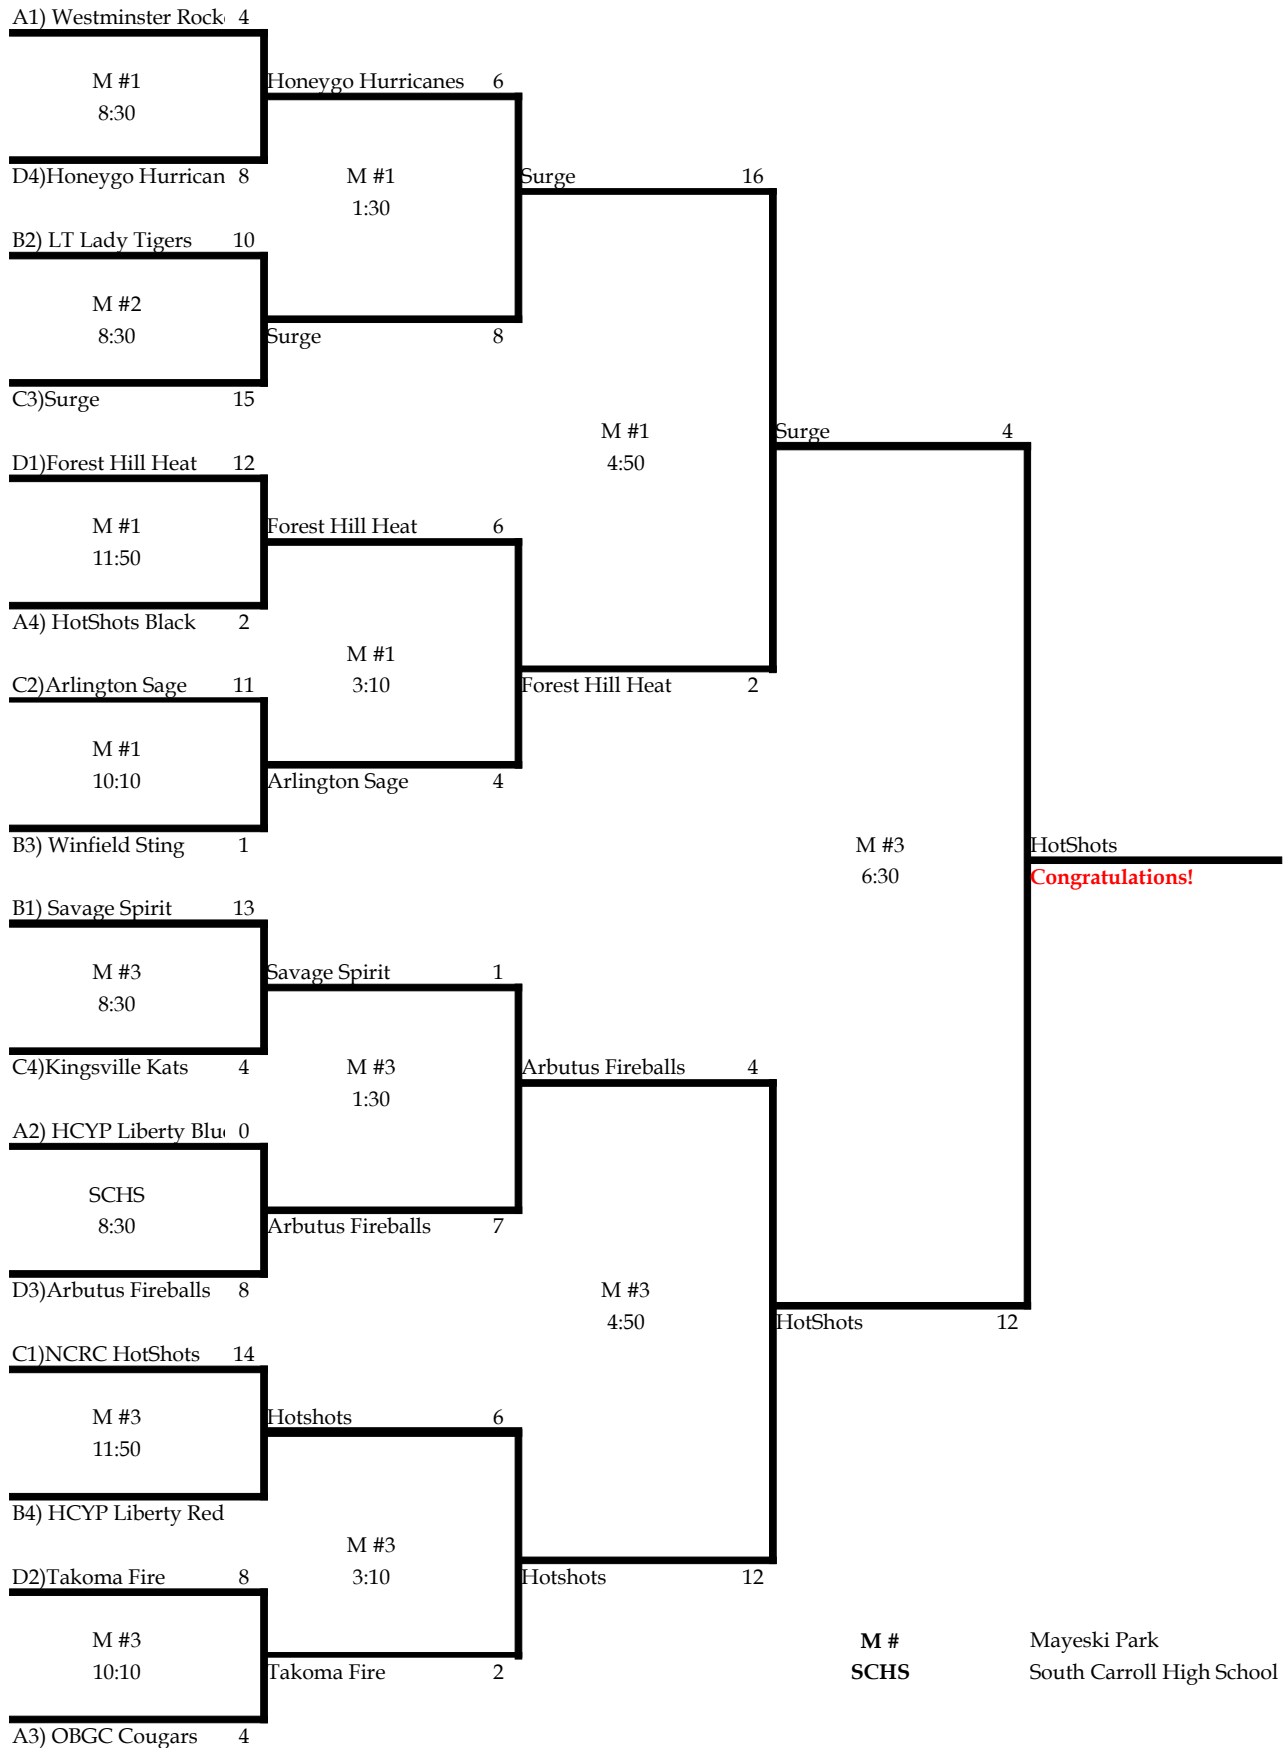 A1) Westminster Rock 4
M #1
Honeygo Hurricanes 6
8:30
D4)Honeygo Hurrican 8
M #1
Surge 16
1:30
B2) LT Lady Tigers 10
M #2
8:30
Surge 8
C3)Surge 15
M #1
Surge 4
D1)Forest Hill Heat 12
4:50
M #1
Forest Hill Heat 6
11:50
A4) HotShots Black 2
M #1
C2)Arlington Sage 11
3:10
Forest Hill Heat 2
M #1
10:10
Arlington Sage 4
B3) Winfield Sting 1
M #3
HotShots
6:30
Congratulations!
B1) Savage Spirit 13
M #3
Savage Spirit 1
8:30
C4)Kingsville Kats 4
M #3
Arbutus Fireballs 4
1:30
A2) HCYP Liberty Blu 0
SCHS
8:30
Arbutus Fireballs 7
D3)Arbutus Fireballs 8
M #3
4:50
HotShots 12
C1)NCRC HotShots 14
M #3
Hotshots 6
11:50
B4) HCYP Liberty Red
M #3
D2)Takoma Fire 8
3:10
Hotshots 12
M #3
M # Mayeski Park
10:10
Takoma Fire 2
SCHS South Carroll High School
A3) OBGC Cougars 4